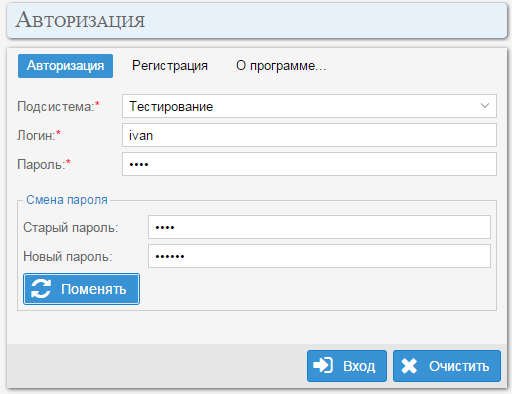 Авторизация
Авторизация Регистрация О программе...
Подсистема:* Тестирование
Логин:* ivan
Пароль:* ••••
Смена пароля
Старый пароль: ••••
Новый пароль: ••••••
Поменять
Вход Очистить